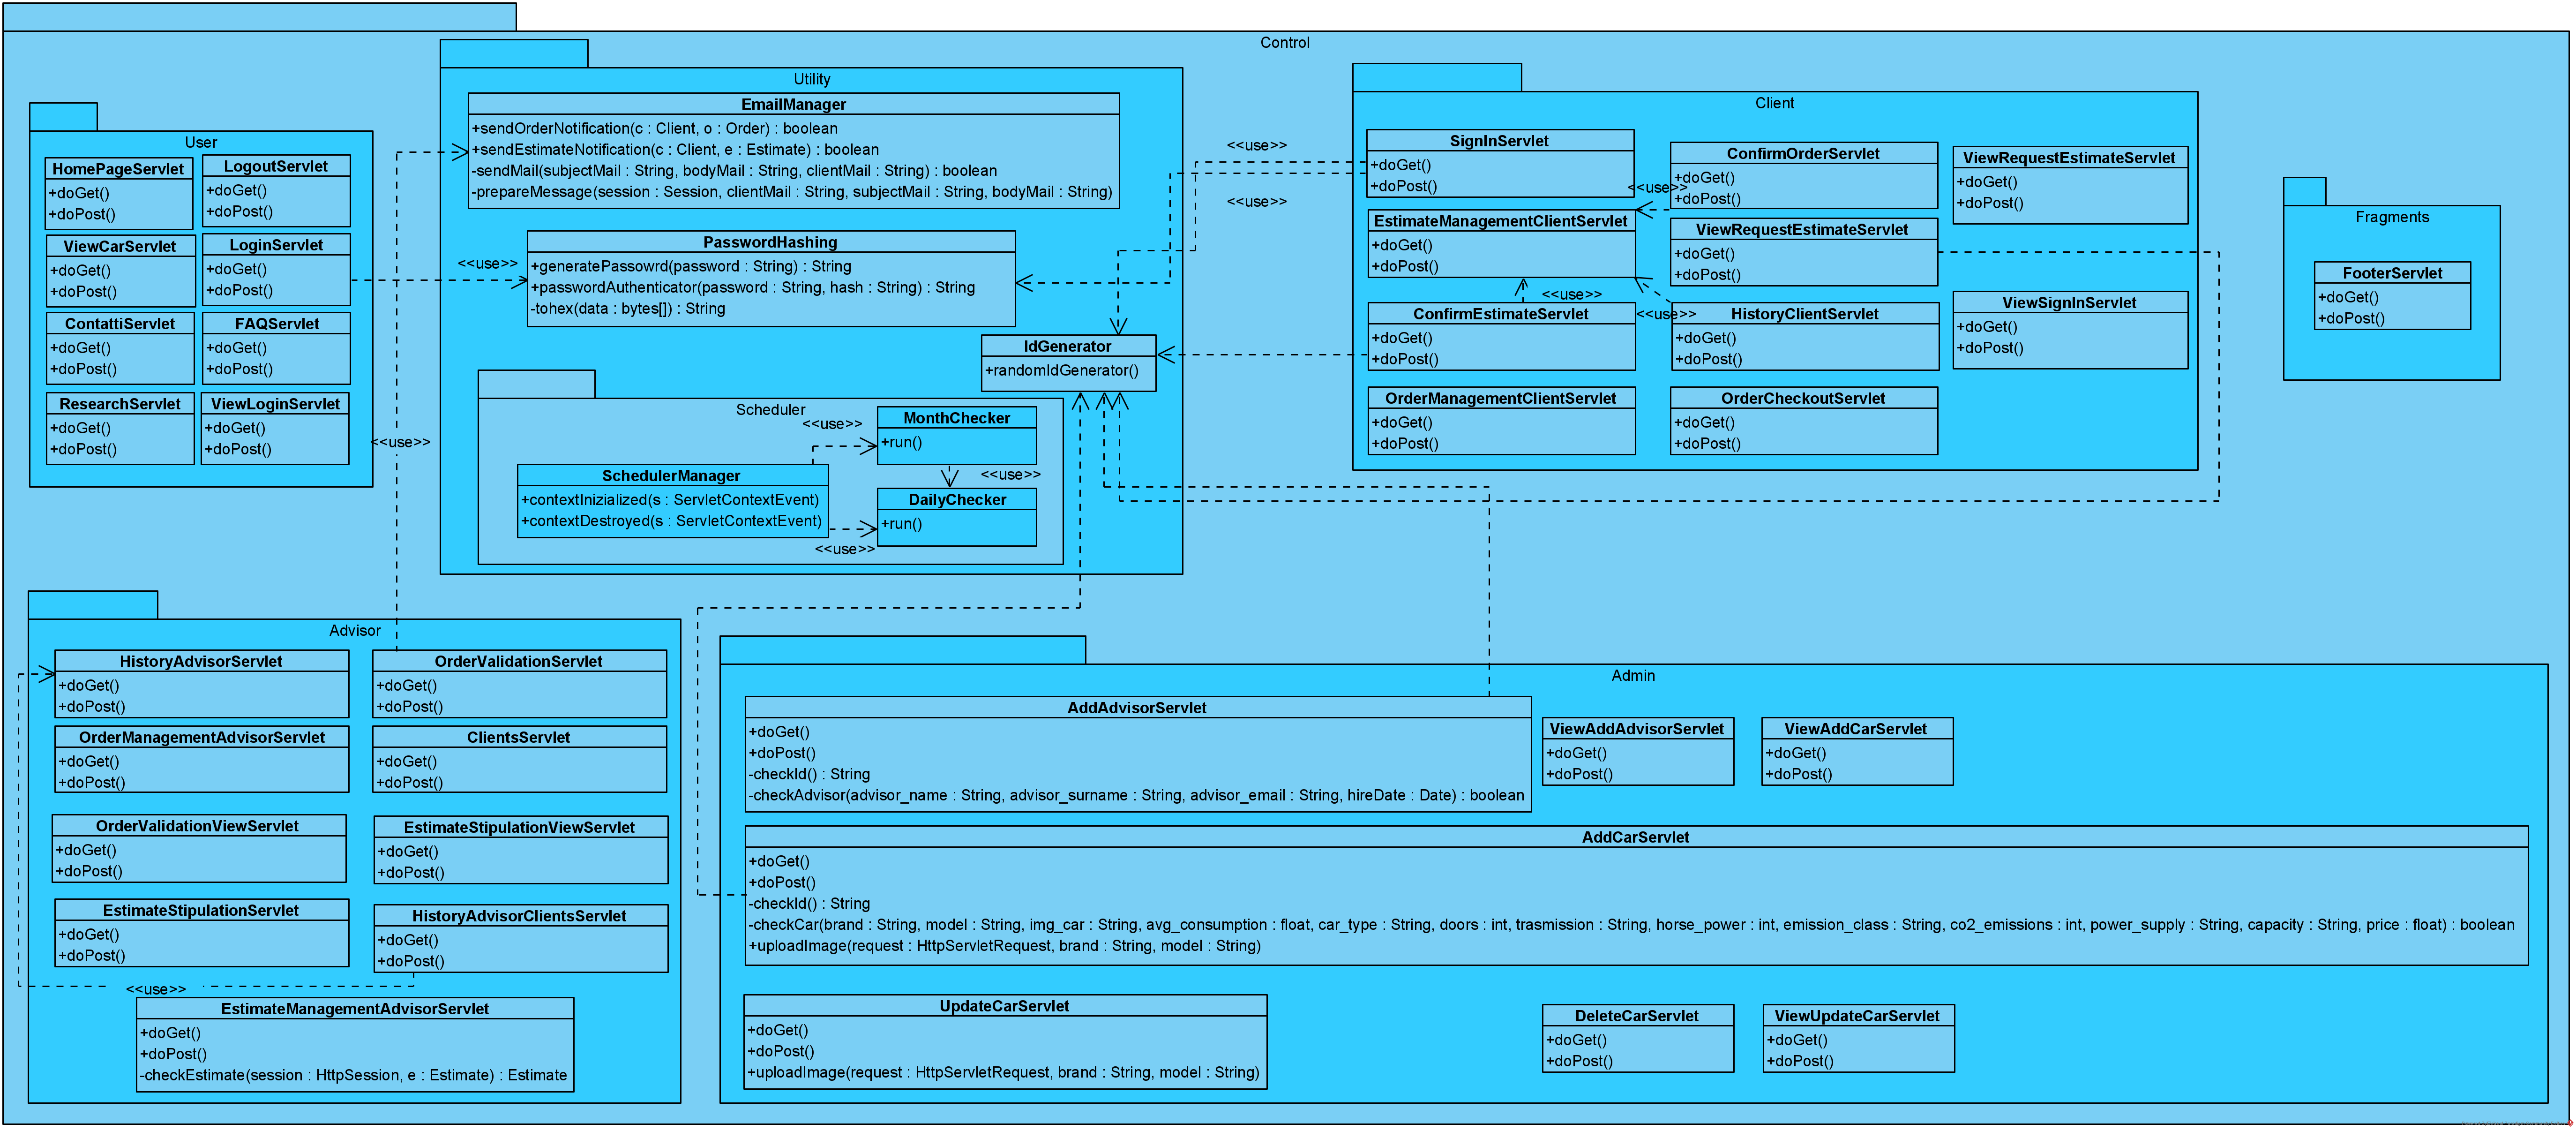 Control
User
HomePageServlet
+doGet()
+doPost()
LogoutServlet
+doGet()
+doPost()
ViewCarServlet
+doGet()
+doPost()
LoginServlet
+doGet()
+doPost()
ContattiServlet
+doGet()
+doPost()
FAQServlet
+doGet()
+doPost()
ResearchServlet
+doGet()
+doPost()
ViewLoginServlet
+doGet()
+doPost()
<<use>>
<<use>>
Utility
EmailManager
+sendOrderNotification(c : Client, o : Order) : boolean
+sendEstimateNotification(c : Client, e : Estimate) : boolean
-sendMail(subjectMail : String, bodyMail : String, clientMail : String) : boolean
-prepareMessage(session : Session, clientMail : String, subjectMail : String, bodyMail : String)
PasswordHashing
+generatePassowrd(password : String) : String
+passwordAuthenticator(password : String, hash : String) : String
-tohex(data : bytes[]) : String
IdGenerator
+randomIdGenerator()
Scheduler
<<use>>
MonthChecker
+run()
<<use>>
SchedulerManager
+contextInizialized(s : ServletContextEvent)
+contextDestroyed(s : ServletContextEvent)
DailyChecker
+run()
<<use>>
<<use>>
<<use>>
Client
SignInServlet
+doGet()
+doPost()
ConfirmOrderServlet
+doGet()
+doPost()
ViewRequestEstimateServlet
+doGet()
+doPost()
<<use>>
EstimateManagementClientServlet
+doGet()
+doPost()
ViewRequestEstimateServlet
+doGet()
+doPost()
<<use>>
<<use>>
ConfirmEstimateServlet
+doGet()
+doPost()
HistoryClientServlet
+doGet()
+doPost()
ViewSignInServlet
+doGet()
+doPost()
OrderManagementClientServlet
+doGet()
+doPost()
OrderCheckoutServlet
+doGet()
+doPost()
Fragments
FooterServlet
+doGet()
+doPost()
Advisor
HistoryAdvisorServlet
+doGet()
+doPost()
OrderValidationServlet
+doGet()
+doPost()
OrderManagementAdvisorServlet
+doGet()
+doPost()
ClientsServlet
+doGet()
+doPost()
OrderValidationViewServlet
+doGet()
+doPost()
EstimateStipulationViewServlet
+doGet()
+doPost()
EstimateStipulationServlet
+doGet()
+doPost()
HistoryAdvisorClientsServlet
+doGet()
+doPost()
<<use>>
EstimateManagementAdvisorServlet
+doGet()
+doPost()
-checkEstimate(session : HttpSession, e : Estimate) : Estimate
Admin
AddAdvisorServlet
+doGet()
+doPost()
-checkId() : String
-checkAdvisor(advisor_name : String, advisor_surname : String, advisor_email : String, hireDate : Date) : boolean
ViewAddAdvisorServlet
+doGet()
+doPost()
ViewAddCarServlet
+doGet()
+doPost()
AddCarServlet
+doGet()
+doPost()
-checkId() : String
-checkCar(brand : String, model : String, img_car : String, avg_consumption : float, car_type : String, doors : int, trasmission : String, horse_power : int, emission_class : String, co2_emissions : int, power_supply : String, capacity : String, price : float) : boolean
+uploadImage(request : HttpServletRequest, brand : String, model : String)
UpdateCarServlet
+doGet()
+doPost()
+uploadImage(request : HttpServletRequest, brand : String, model : String)
DeleteCarServlet
+doGet()
+doPost()
ViewUpdateCarServlet
+doGet()
+doPost()